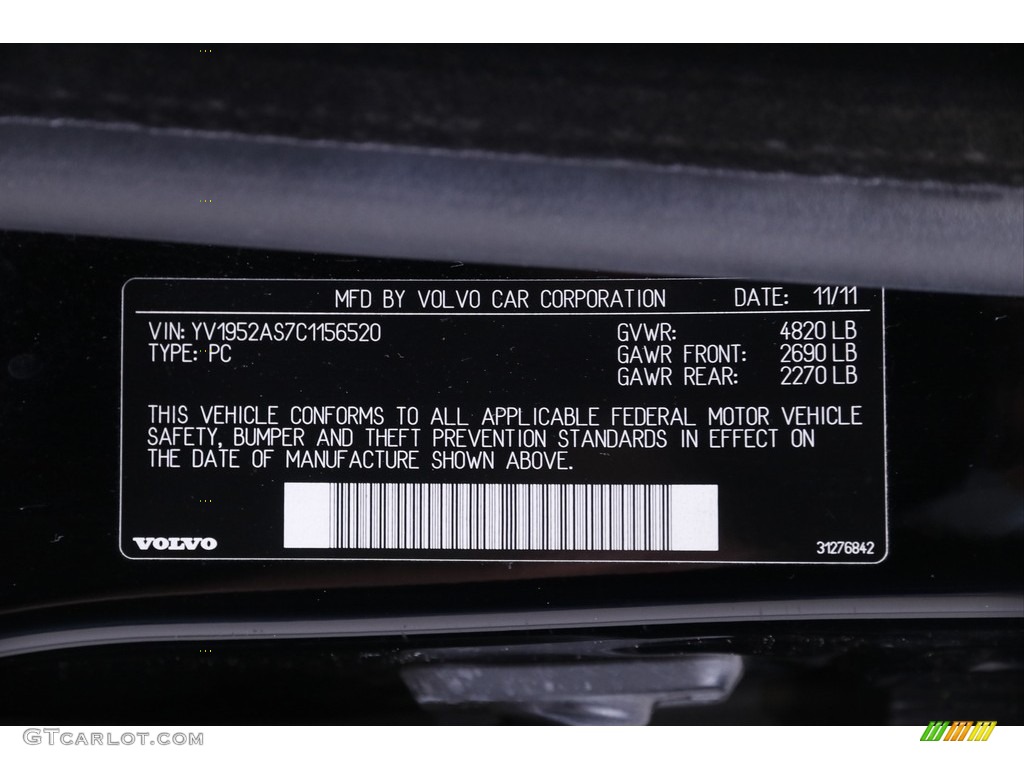 MFD BY VOLVO CAR CORPORATION DATE: 11/11
VIN: YV1952AS7C1156520 GVWR: 4820 LB
TYPE: PC GAWR FRONT: 2690 LB
GAWR REAR: 2270 LB
THIS VEHICLE CONFORMS TO ALL APPLICABLE FEDERAL MOTOR VEHICLE
SAFETY, BUMPER AND THEFT PREVENTION STANDARDS IN EFFECT ON
THE DATE OF MANUFACTURE SHOWN ABOVE.
VOLVO 31276842
GTCARLOT.COM